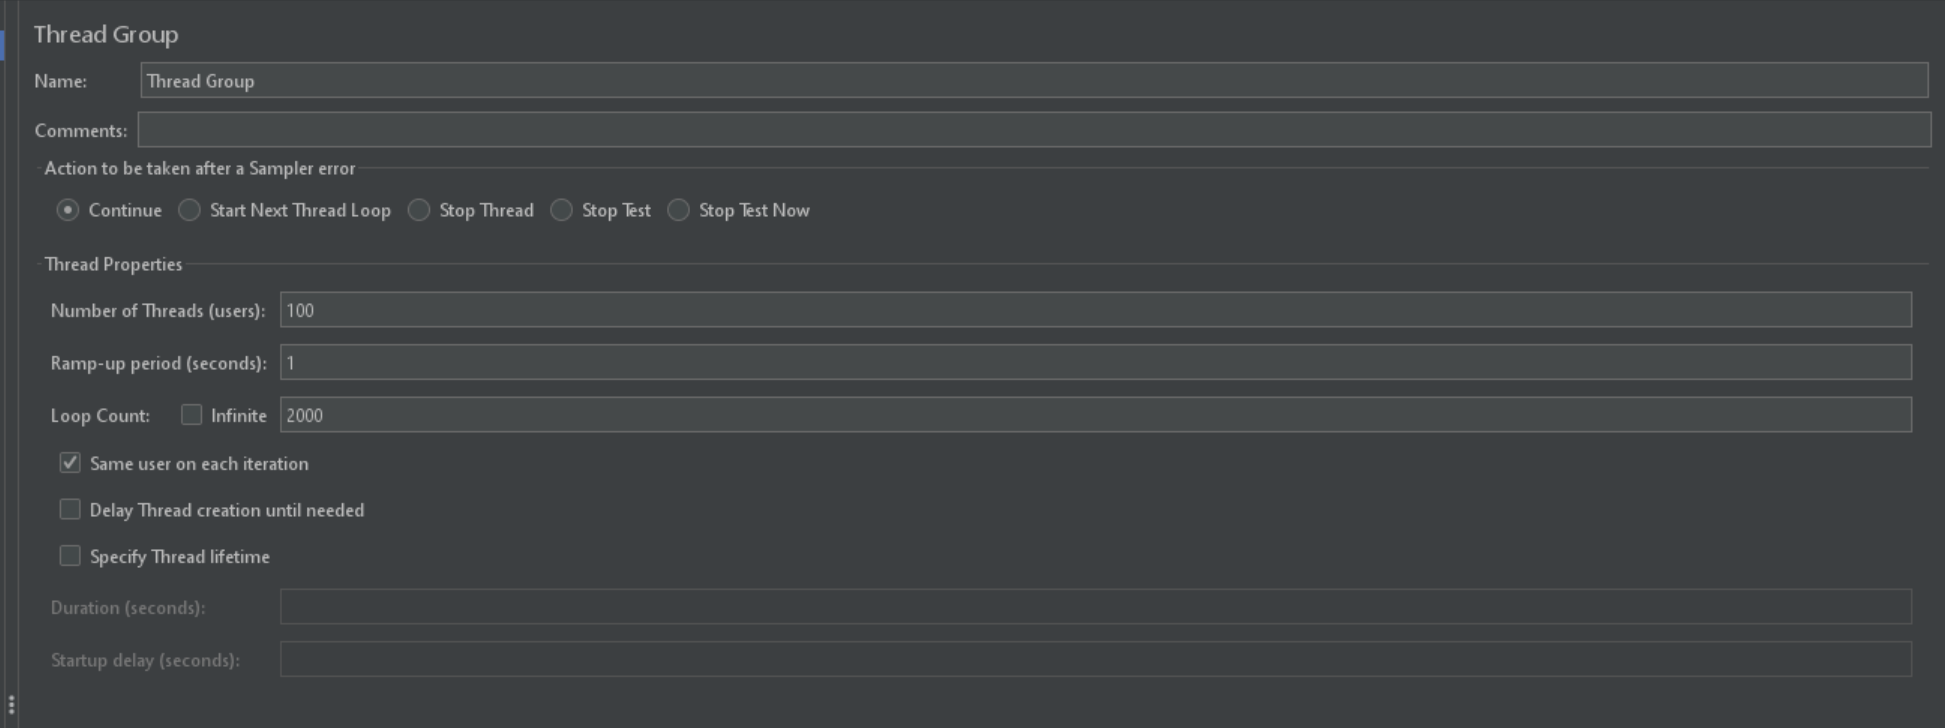 Thread Group
Name: Thread Group
Comments:
Action to be taken after a Sampler error
Continue Start Next Thread Loop Stop Thread Stop Test Stop Test Now
Thread Properties
Number of Threads (users): 100
Ramp-up period (seconds): 1
Loop Count: Infinite 2000
Same user on each iteration
Delay Thread creation until needed
Specify Thread lifetime
Duration (seconds):
Startup delay (seconds):